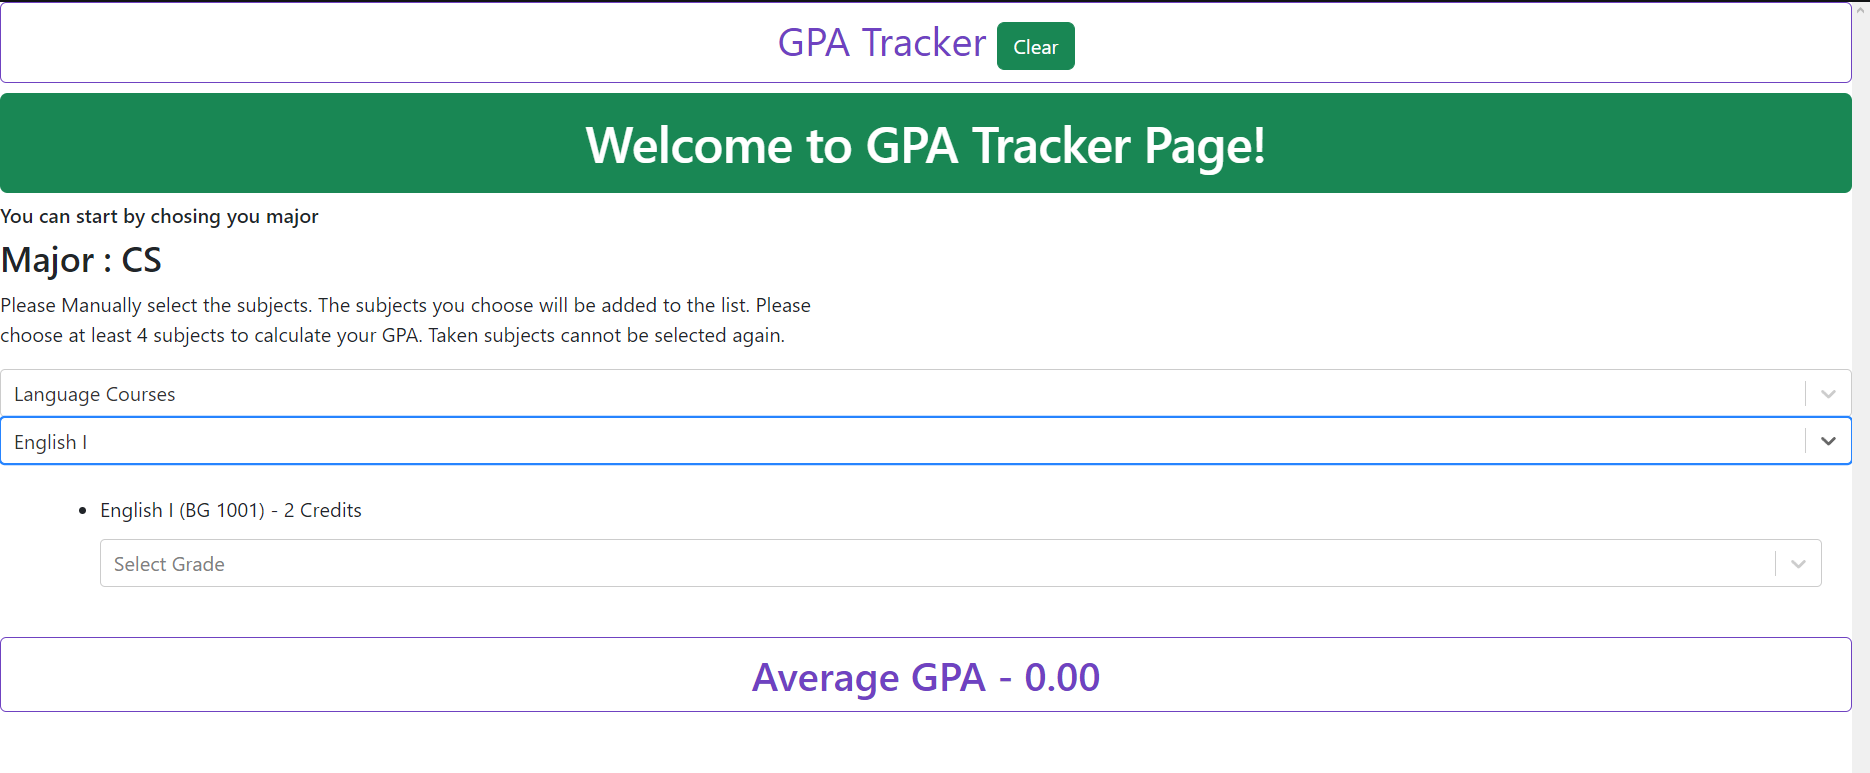 GPA Tracker Clear
Welcome to GPA Tracker Page!
You can start by chosing you major
Major : CS
Please Manually select the subjects. The subjects you choose will be added to the list. Please
choose at least 4 subjects to calculate your GPA. Taken subjects cannot be selected again.
Language Courses
English I
• English I (BG 1001) - 2 Credits
Select Grade
Average GPA - 0.00